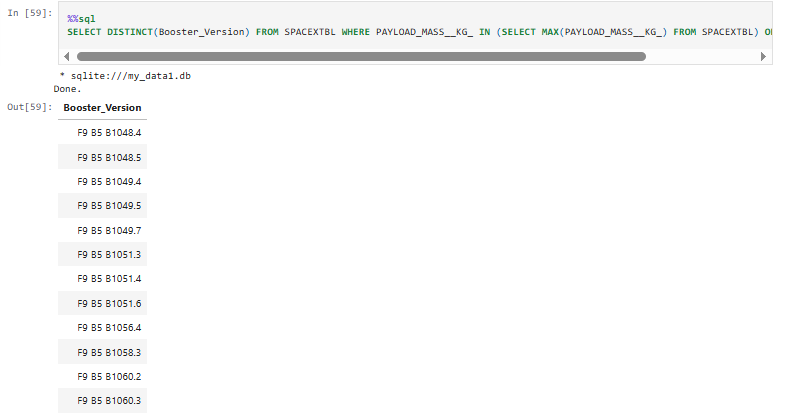 In [59]:
%%sql
SELECT DISTINCT(Booster_Version) FROM SPACEXTBL WHERE PAYLOAD_MASS__KG_ IN (SELECT MAX(PAYLOAD_MASS__KG_) FROM SPACEXTBL)
* sqlite:///my_data1.db
Done.
Out[59]:
Booster_Version
F9 B5 B1048.4
F9 B5 B1048.5
F9 B5 B1049.4
F9 B5 B1049.5
F9 B5 B1049.7
F9 B5 B1051.3
F9 B5 B1051.4
F9 B5 B1051.6
F9 B5 B1056.4
F9 B5 B1058.3
F9 B5 B1060.2
F9 B5 B1060.3